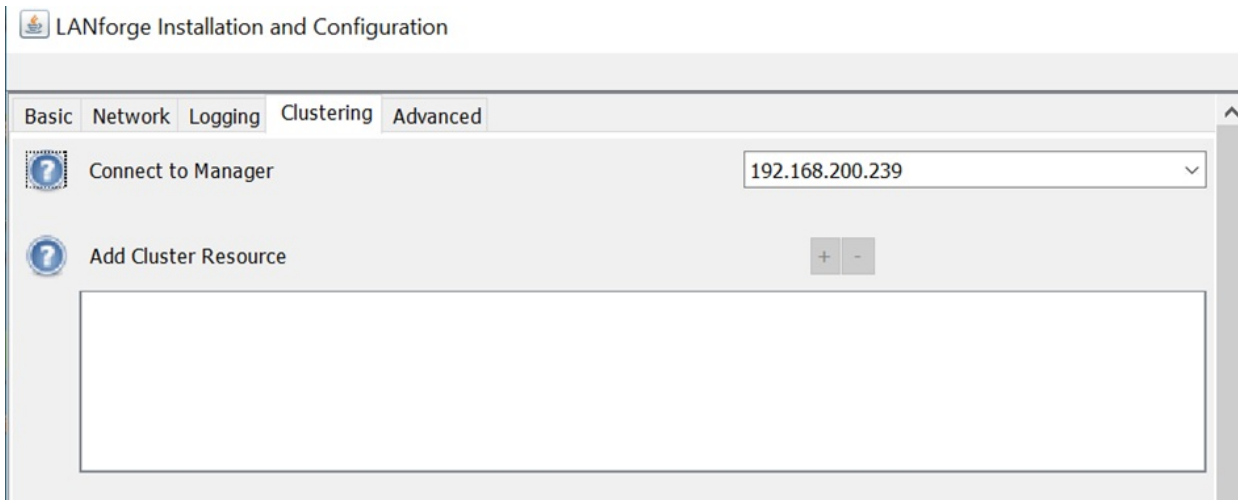 LANforge Installation and Configuration
Basic Network Logging Clustering Advanced
? Connect to Manager 192.168.200.239
? Add Cluster Resource + -